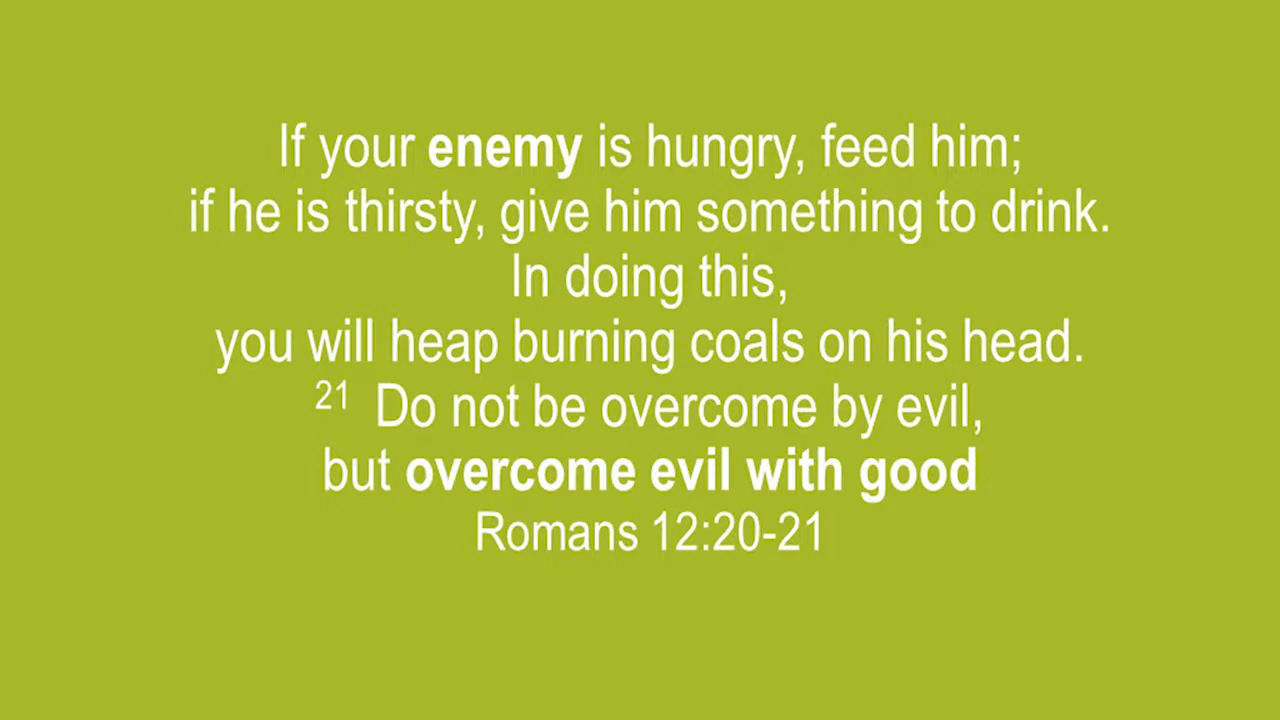 If your enemy is hungry, feed him;
if he is thirsty, give him something to drink.
In doing this,
you will heap burning coals on his head.
21 Do not be overcome by evil,
but overcome evil with good
Romans 12:20-21